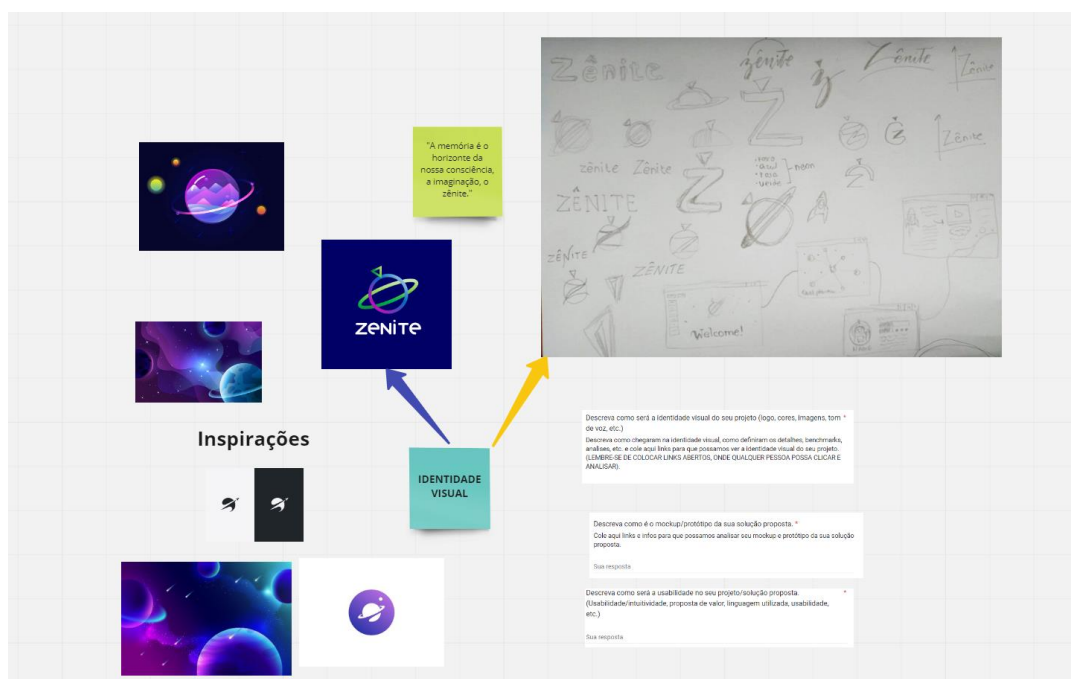 "A memória é o
horizonte da
nossa consciência,
a imaginação, o
zênite."
ZENITE
Inspirações
IDENTIDADE
VISUAL
Zênite
zênite
Zênite
Zênite
Zênite
zênite
Zênite
ZÊNITE
ZÊNITE
ZÊNITE
Welcome!
Descreva como será a identidade visual do seu projeto (logo, cores, imagens, tom *
de voz, etc.)
Descreva como chegaram na identidade visual, como definiram os detalhes, benchmarks,
analises, etc. e cole aqui links para que possamos ver a identidade visual do seu projeto.
(LEMBRE-SE DE COLOCAR LINKS ABERTOS, ONDE QUALQUER PESSOA POSSA CLICAR E
ANALISAR).
Descreva como é o mockup/protótipo da sua solução proposta. *
Cole aqui links e infos para que possamos analisar seu mockup e protótipo da sua solução
proposta.
Sua resposta
Descreva como será a usabilidade no seu projeto/solução proposta. *
(Usabilidade/intuitividade, proposta de valor, linguagem utilizada, usabilidade,
etc.)
Sua resposta